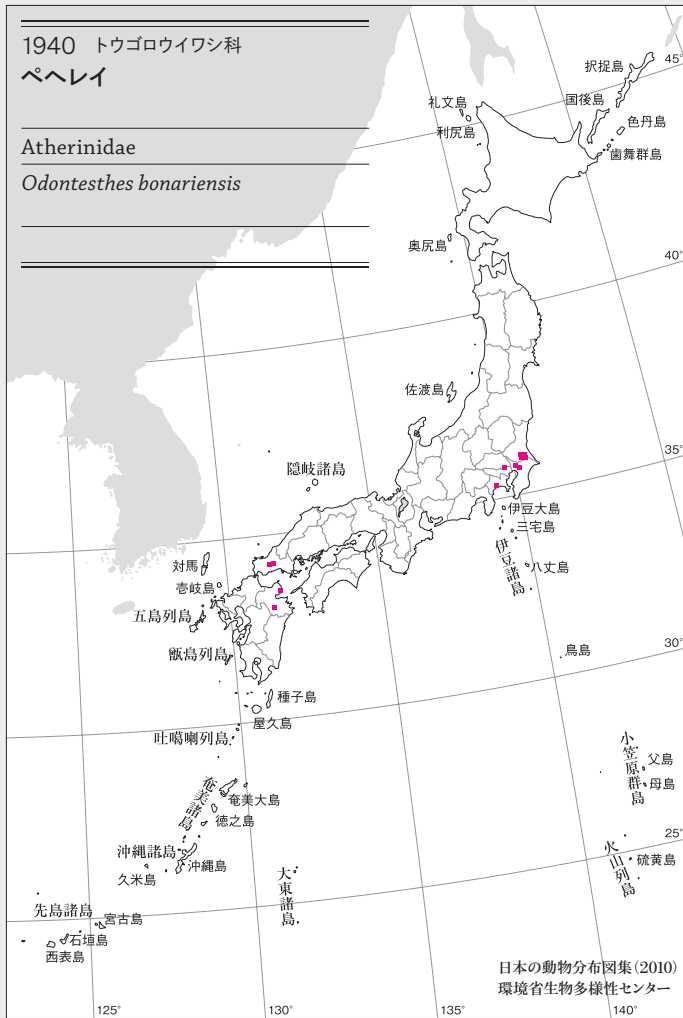 1940 トウゴロウイワシ科
ペヘレイ
Atherinidae
Odontesthes bonariensis
択捉島
45°
国後島
礼文島
色丹島
利尻島
歯舞群島
奥尻島
40°
佐渡島
35°
隠岐諸島
伊豆大島
三宅島
伊豆諸島
八丈島
対馬
壱岐島
五島列島
甑島列島
鳥島
30°
種子島
屋久島
吐噶喇列島
小笠原群島
父島
母島
奄美諸島
奄美大島
徳之島
沖縄諸島
沖縄島
久米島
25°
火山列島
硫黄島
大東諸島
先島諸島
宮古島
石垣島
西表島
日本の動物分布図集(2010)
環境省生物多様性センター
125°
130°
135°
140°